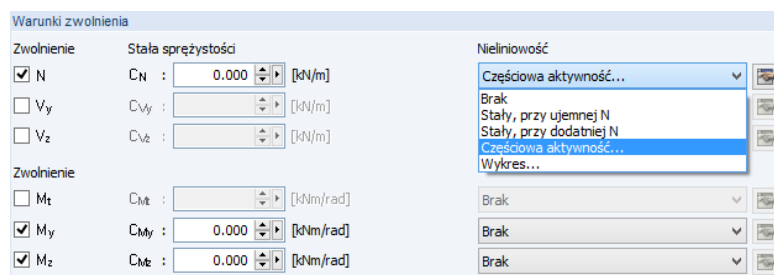 Warunki zwolnienia
Zwolnienie Stała sprężystości Nieliniowość
N CN : 0.000 [kN/m] Częściowa aktywność...
Brak
Vy CVy : [kN/m] Stały, przy ujemnej N
Stały, przy dodatniej N
Vz CVz : [kN/m] Częściowa aktywność...
Wykres...
Zwolnienie
Mt CMt : [kNm/rad] Brak
My CMy : 0.000 [kNm/rad] Brak
Mz CMz : 0.000 [kNm/rad] Brak